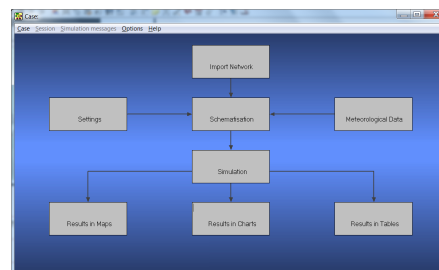 Case:
Case Session Simulation messages Options Help
Import Network
Settings Schematisation Meteorological Data
Simulation
Results in Maps Results in Charts Results in Tables